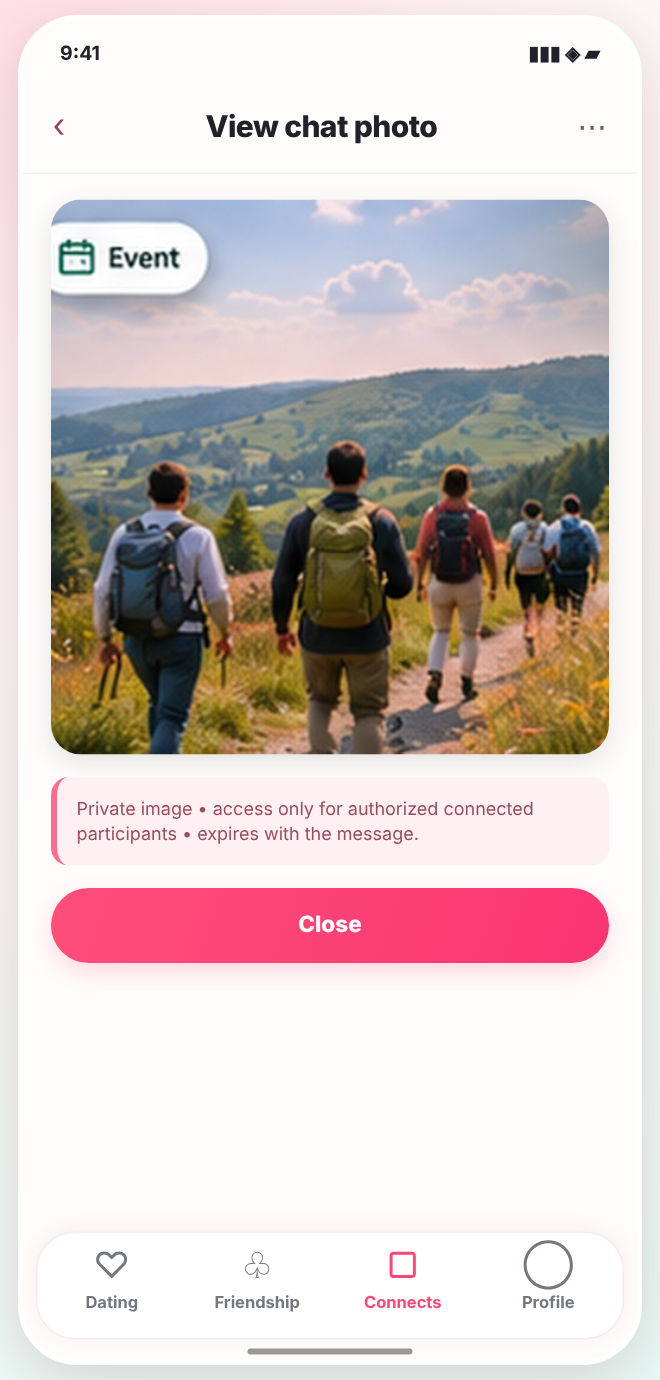 9:41
View chat photo
Event
Private image • access only for authorized connected
participants • expires with the message.
Close
Dating
Friendship
Connects
Profile